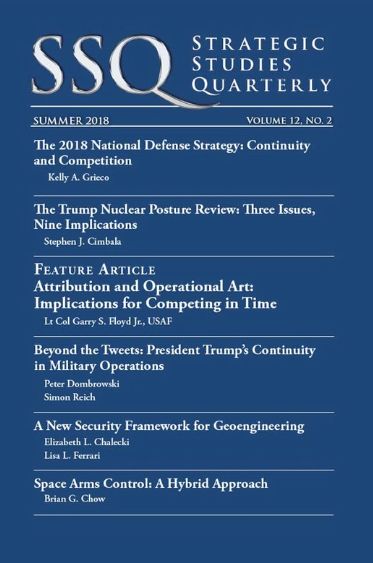 SSQ
STRATEGIC
STUDIES
QUARTERLY
SUMMER 2018
VOLUME 12, NO. 2
The 2018 National Defense Strategy: Continuity
and Competition
Kelly A. Grieco
The Trump Nuclear Posture Review: Three Issues,
Nine Implications
Stephen J. Cimbala
FEATURE ARTICLE
Attribution and Operational Art:
Implications for Competing in Time
Lt Col Garry S. Floyd Jr., USAF
Beyond the Tweets: President Trump's Continuity
in Military Operations
Peter Dombrowski
Simon Reich
A New Security Framework for Geoengineering
Elizabeth L. Chalecki
Lisa L. Ferrari
Space Arms Control: A Hybrid Approach
Brian G. Chow